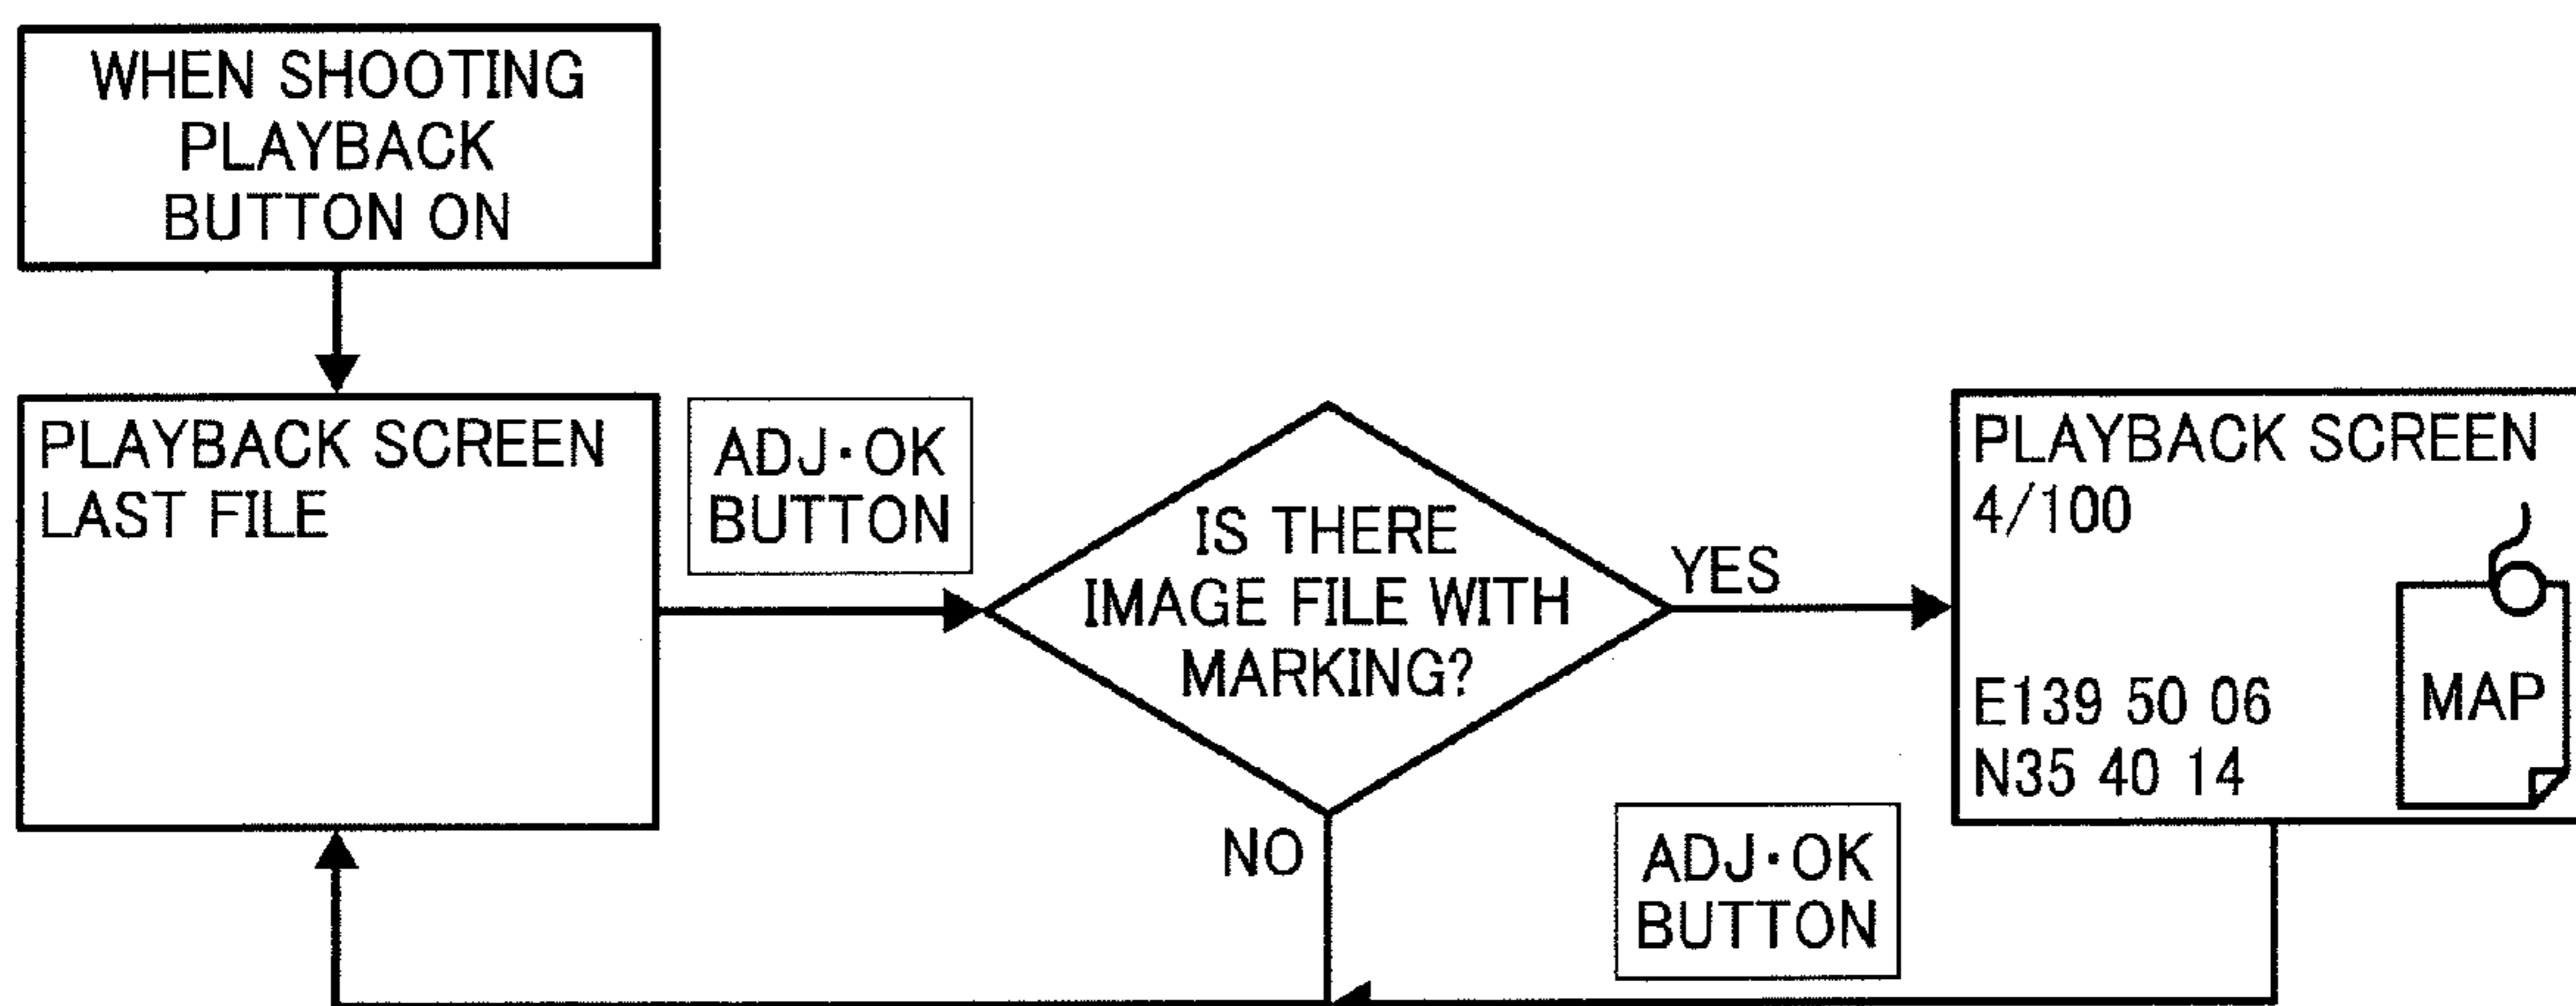 WHEN SHOOTING
PLAYBACK
BUTTON ON
PLAYBACK SCREEN
LAST FILE
ADJ・OK
BUTTON
IS THERE
IMAGE FILE WITH
MARKING?
YES
NO
PLAYBACK SCREEN
4/100
E139 50 06
N35 40 14
MAP
ADJ・OK
BUTTON